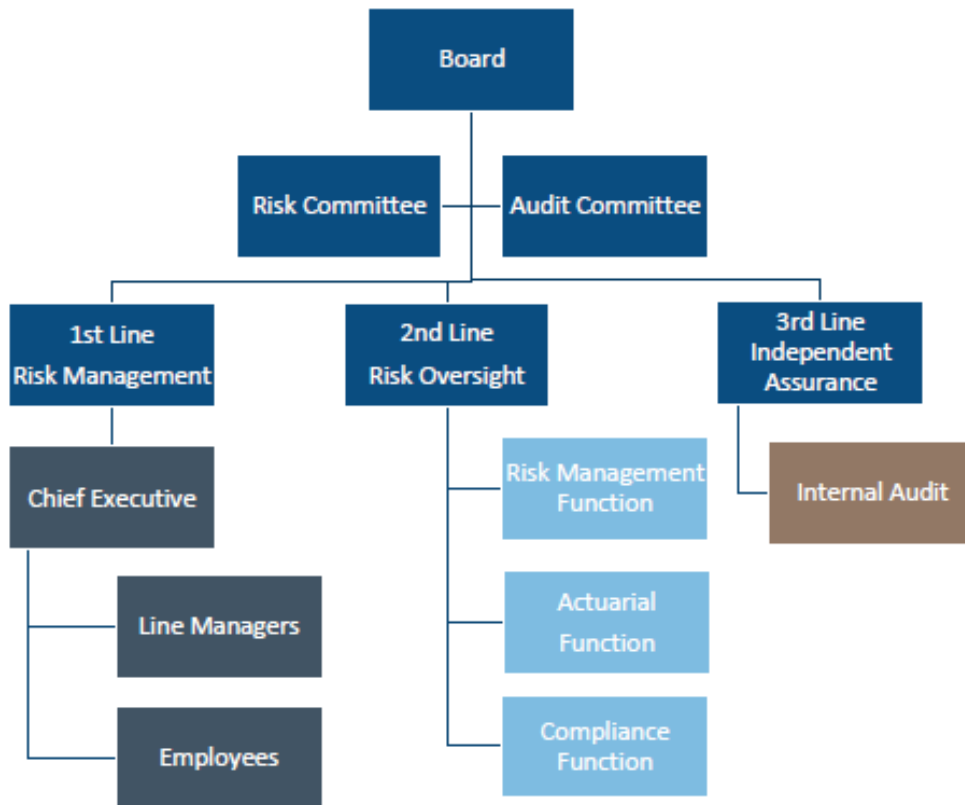 Board
Risk Committee
Audit Committee
1st Line
Risk Management
2nd Line
Risk Oversight
3rd Line
Independent
Assurance
Chief Executive
Line Managers
Employees
Risk Management
Function
Actuarial
Function
Compliance
Function
Internal Audit